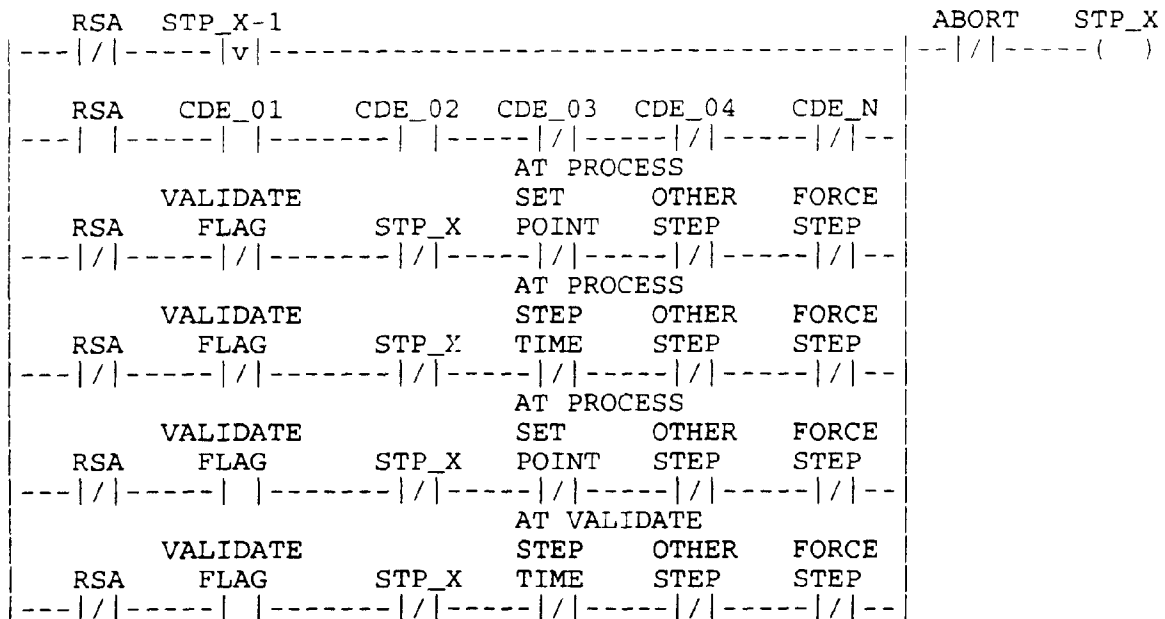 RSA STP_X-1 ABORT STP_X
|---|/|-----|v|------------------------------------------|--|/|-----( )
RSA CDE_01 CDE_02 CDE_03 CDE_04 CDE_N
|---| |-----| |-------| |-----|/|-----|/|-----|/|--|
AT PROCESS
VALIDATE SET OTHER FORCE
RSA FLAG STP_X POINT STEP STEP
|---|/|-----|/|-------|/|-----|/|-----|/|-----|/|--|
AT PROCESS
VALIDATE STEP OTHER FORCE
RSA FLAG STP_X TIME STEP STEP
|---|/|-----|/|-------|/|-----|/|-----|/|-----|/|--|
AT PROCESS
VALIDATE SET OTHER FORCE
RSA FLAG STP_X POINT STEP STEP
|---|/|-----| |-------|/|-----|/|-----|/|-----|/|--|
AT VALIDATE
VALIDATE STEP OTHER FORCE
RSA FLAG STP_X TIME STEP STEP
|---|/|-----| |-------|/|-----|/|-----|/|-----|/|--|